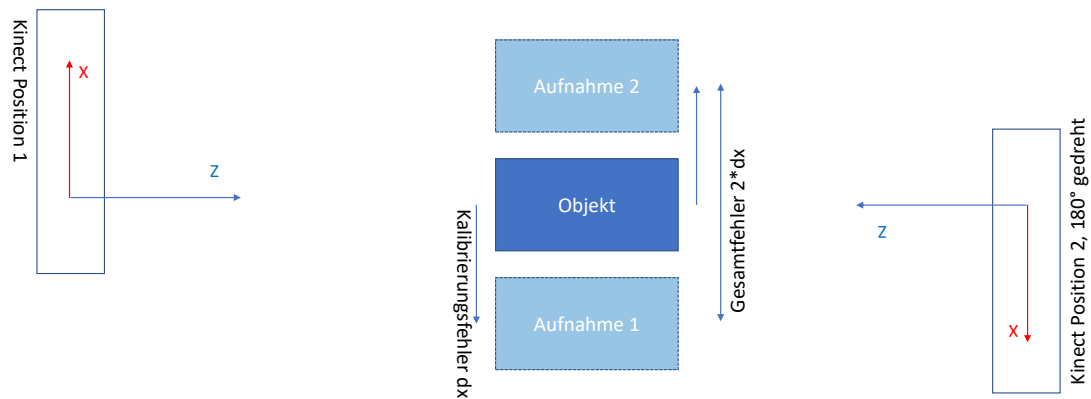 Kinect Position 1
X
Z
Aufnahme 2
Objekt
Aufnahme 1
Kalibrierungsfehler dx
Gesamtfehler 2*dx
Z
X
Kinect Position 2, 180° gedreht